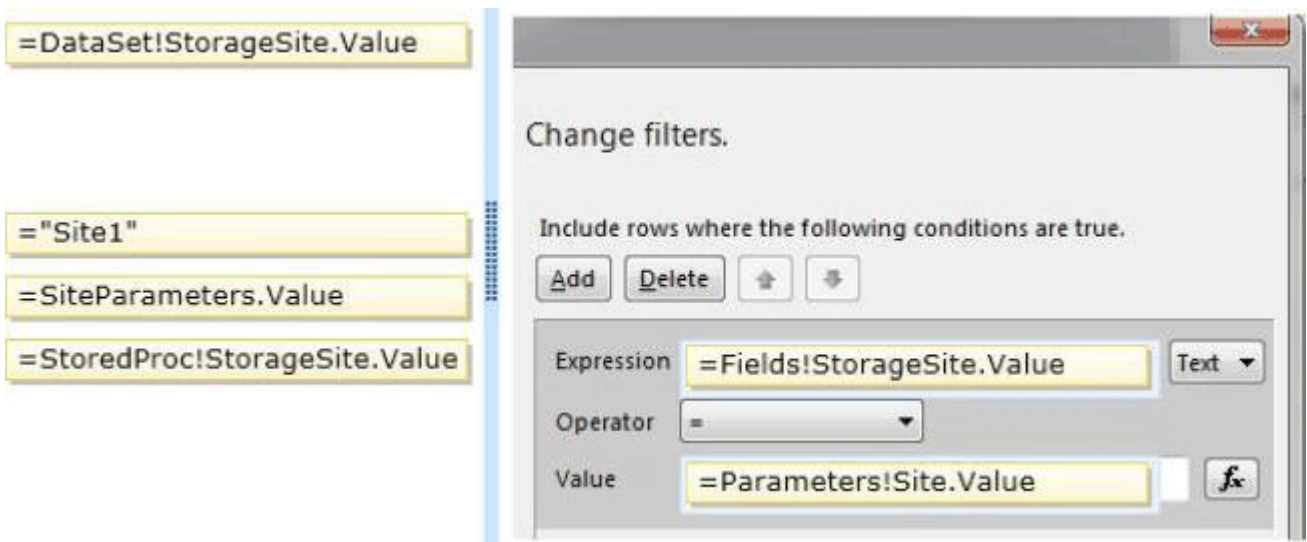 =DataSet!StorageSite.Value
="Site1"
=SiteParameters.Value
=StoredProc!StorageSite.Value
Change filters.
Include rows where the following conditions are true.
Add Delete
Expression =Fields!StorageSite.Value Text
Operator =
Value =Parameters!Site.Value fx